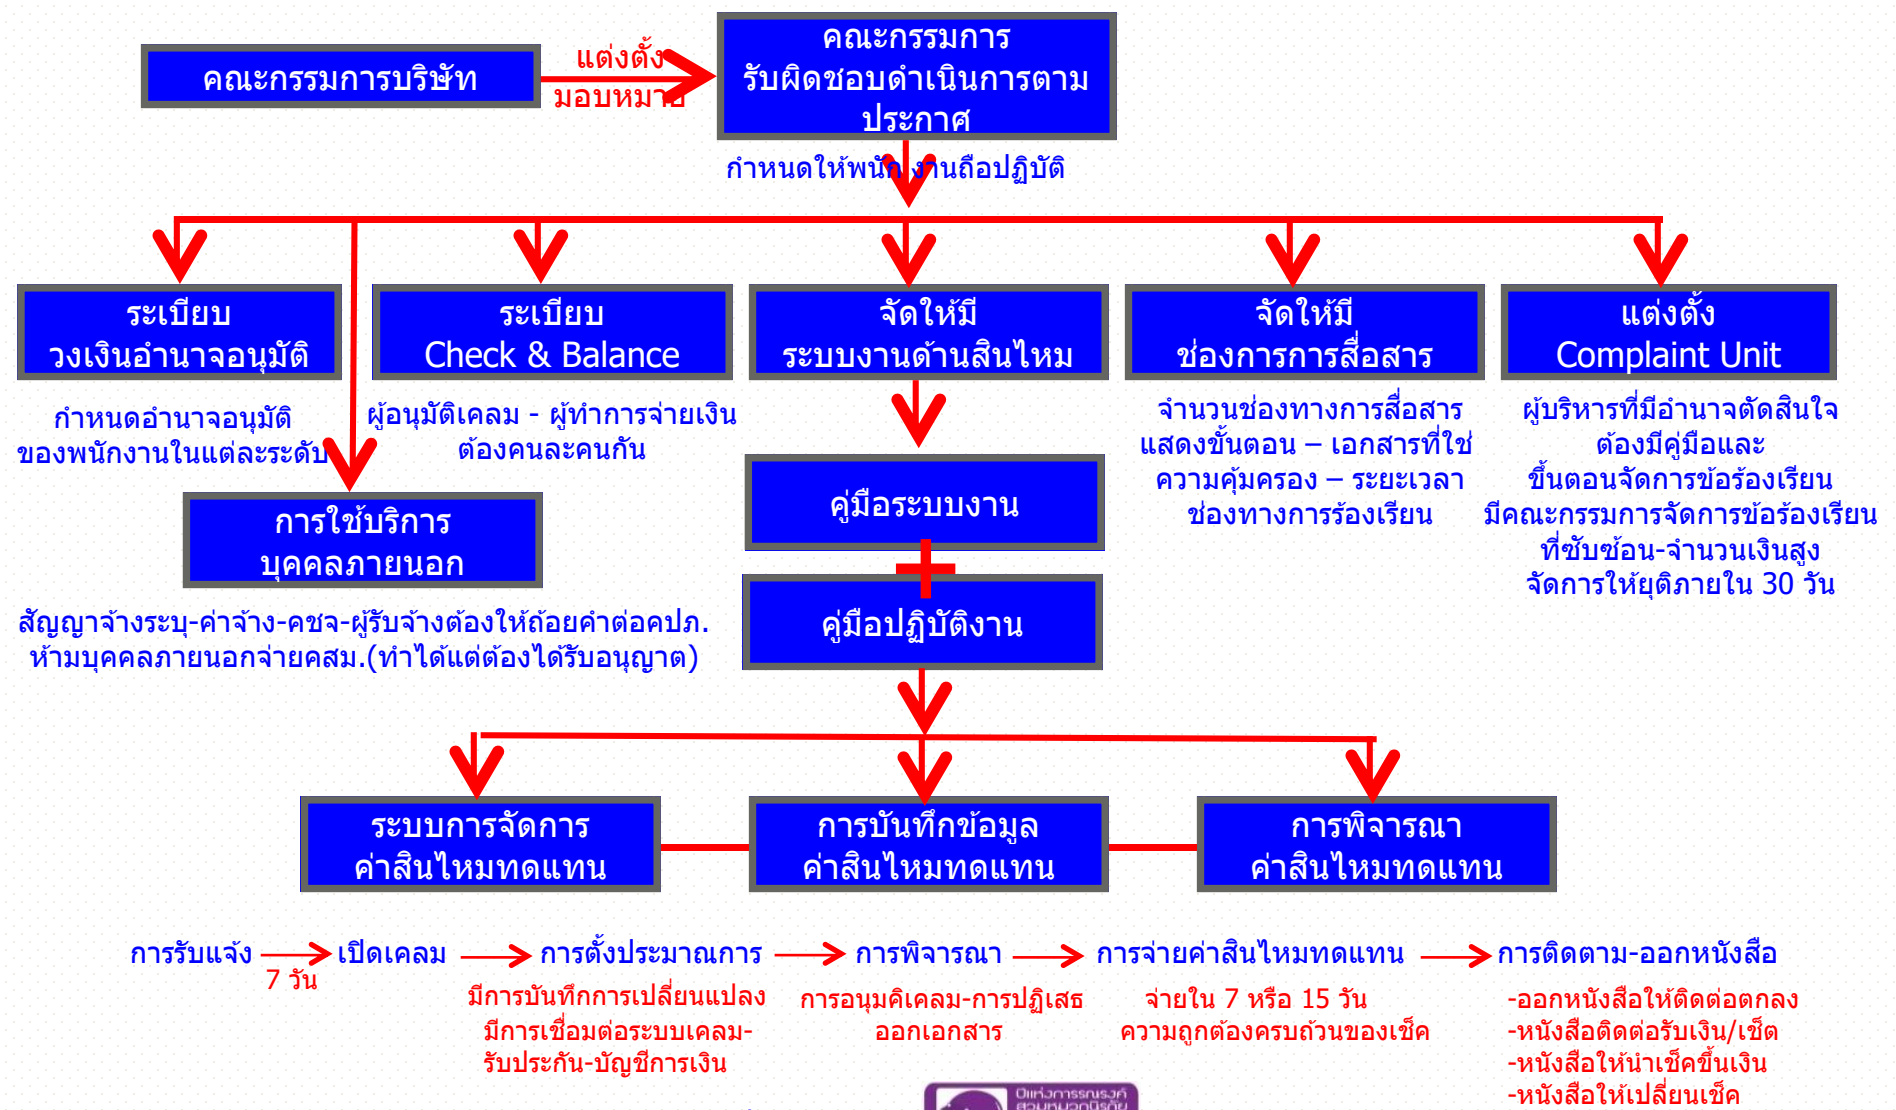 คณะกรรมการบริษัท
แต่งตั้ง
มอบหมาย
คณะกรรมการ
รับผิดชอบดำเนินการตาม
ประกาศ
กำหนดให้พนักงานถือปฏิบัติ
ระเบียบ
วงเงินอำนาจอนุมัติ
ระเบียบ
Check & Balance
จัดให้มี
ระบบงานด้านสินไหม
จัดให้มี
ช่องการการสื่อสาร
แต่งตั้ง
Complaint Unit
กำหนดอำนาจอนุมัติ
ของพนักงานในแต่ละระดับ
ผู้อนุมัติเคลม - ผู้ทำการจ่ายเงิน
ต้องคนละคนกัน
จำนวนช่องทางการสื่อสาร
แสดงขั้นตอน – เอกสารที่ใช่
ความคุ้มครอง – ระยะเวลา
ช่องทางการร้องเรียน
ผู้บริหารที่มีอำนาจตัดสินใจ
ต้องมีคู่มือและ
ขึ้นตอนจัดการข้อร้องเรียน
มีคณะกรรมการจัดการข้อร้องเรียน
ที่ซับซ้อน-จำนวนเงินสูง
จัดการให้ยุติภายใน 30 วัน
การใช้บริการ
บุคคลภายนอก
สัญญาจ้างระบุ-ค่าจ้าง-คชจ-ผู้รับจ้างต้องให้ถ้อยคำต่อคปภ.
ห้ามบุคคลภายนอกจ่ายคสม.(ทำได้แต่ต้องได้รับอนุญาต)
คู่มือระบบงาน
คู่มือปฏิบัติงาน
ระบบการจัดการ
ค่าสินไหมทดแทน
การบันทึกข้อมูล
ค่าสินไหมทดแทน
การพิจารณา
ค่าสินไหมทดแทน
การรับแจ้ง
7 วัน
เปิดเคลม
การตั้งประมาณการ
มีการบันทึกการเปลี่ยนแปลง
มีการเชื่อมต่อระบบเคลม-
รับประกัน-บัญชีการเงิน
การพิจารณา
การอนุมคิเคลม-การปฏิเสธ
ออกเอกสาร
การจ่ายค่าสินไหมทดแทน
จ่ายใน 7 หรือ 15 วัน
ความถูกต้องครบถ้วนของเช็ค
การติดตาม-ออกหนังสือ
-ออกหนังสือให้ติดต่อตกลง
-หนังสือติดต่อรับเงิน/เช็ต
-หนังสือให้นำเช็คขึ้นเงิน
-หนังสือให้เปลี่ยนเช็ค
ปีแห่งการรณรงค์
สวมหมวกนิรภัย